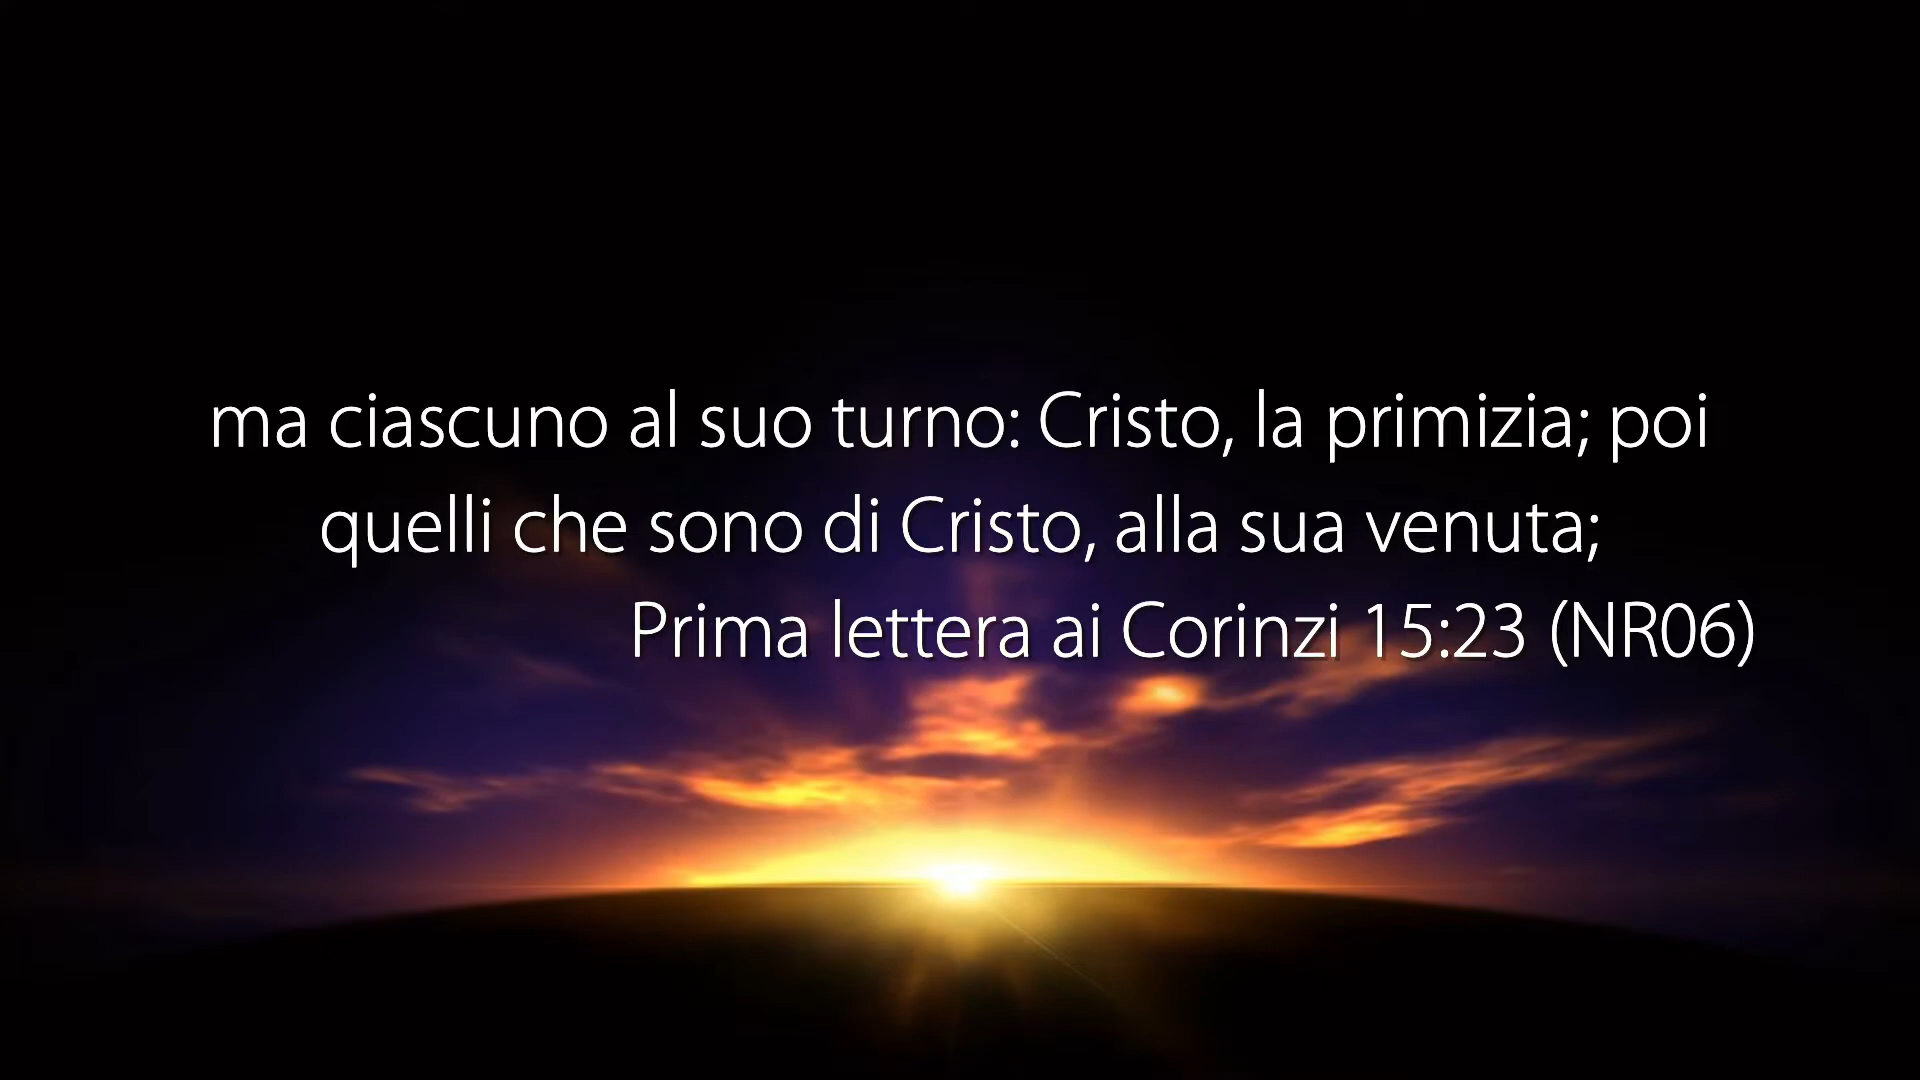 ma ciascuno al suo turno: Cristo, la primizia; poi
quelli che sono di Cristo, alla sua venuta;
Prima lettera ai Corinzi 15:23 (NR06)